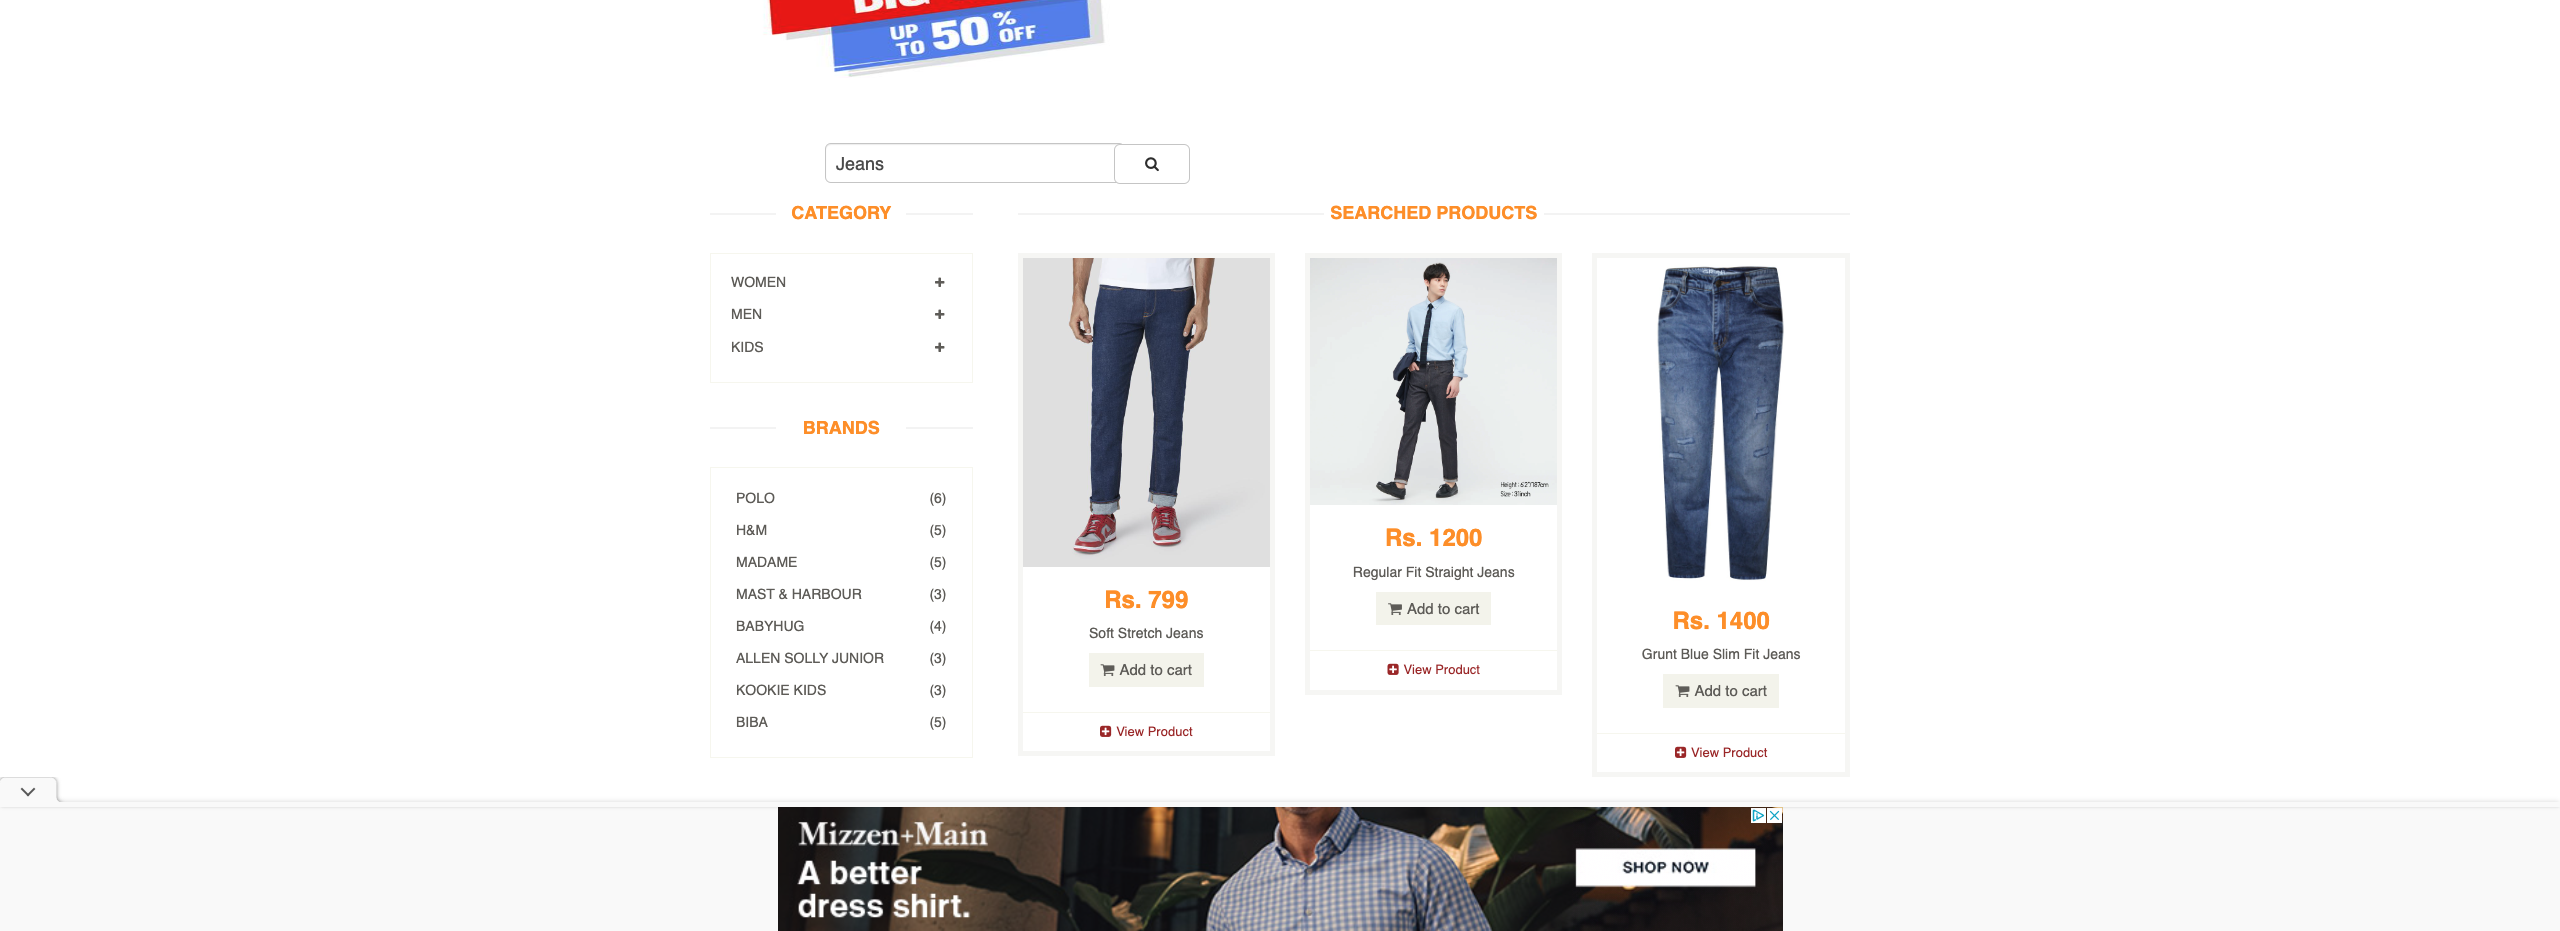 UP TO 50% OFF
Jeans
CATEGORY
WOMEN
MEN
KIDS
BRANDS
POLO (6)
H&M (5)
MADAME (5)
MAST & HARBOUR (3)
BABYHUG (4)
ALLEN SOLLY JUNIOR (3)
KOOKIE KIDS (3)
BIBA (5)
SEARCHED PRODUCTS
Rs. 799
Soft Stretch Jeans
Add to cart
View Product
Height : 6'2"/187cm
Size : 31inch
Rs. 1200
Regular Fit Straight Jeans
Add to cart
View Product
Rs. 1400
Grunt Blue Slim Fit Jeans
Add to cart
View Product
Mizzen+Main
A better
dress shirt.
SHOP NOW